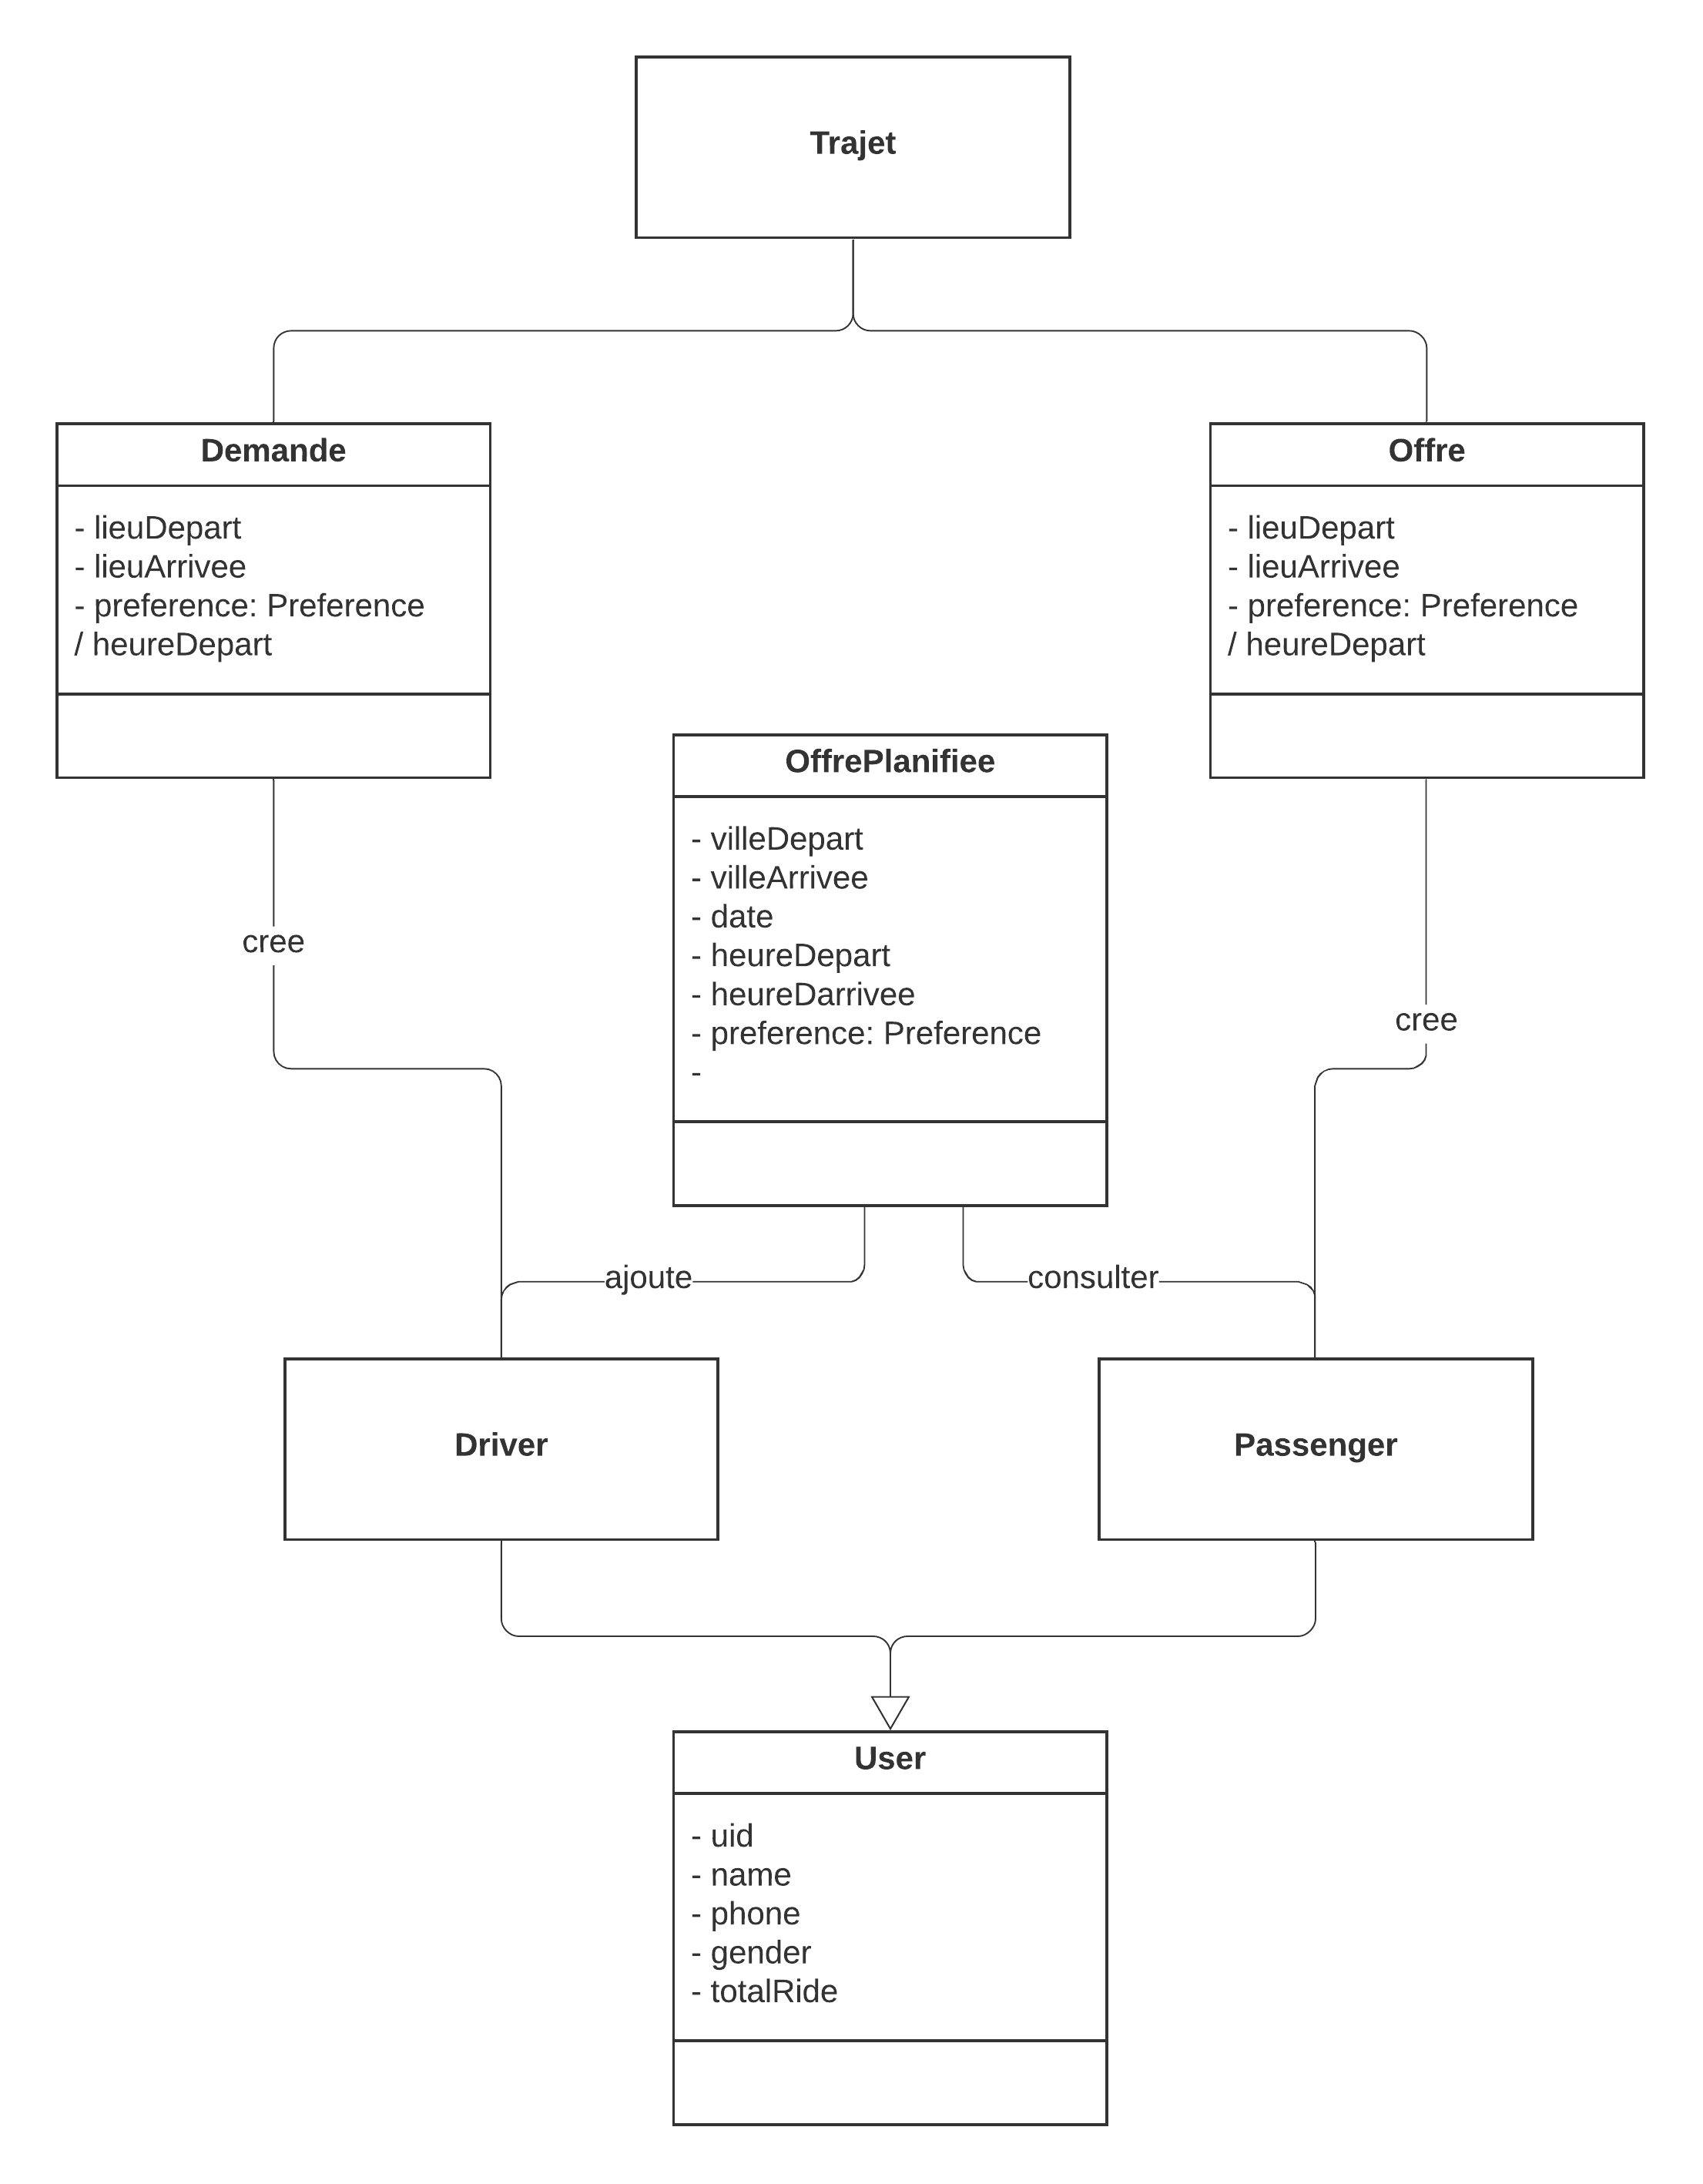 Trajet
Demande
- lieuDepart
- lieuArrivee
- preference: Preference
/ heureDepart
Offre
- lieuDepart
- lieuArrivee
- preference: Preference
/ heureDepart
OffrePlanifiee
- villeDepart
- villeArrivee
- date
- heureDepart
- heureDarrivee
- preference: Preference
-
cree
cree
ajoute
consulter
Driver
Passenger
User
- uid
- name
- phone
- gender
- totalRide